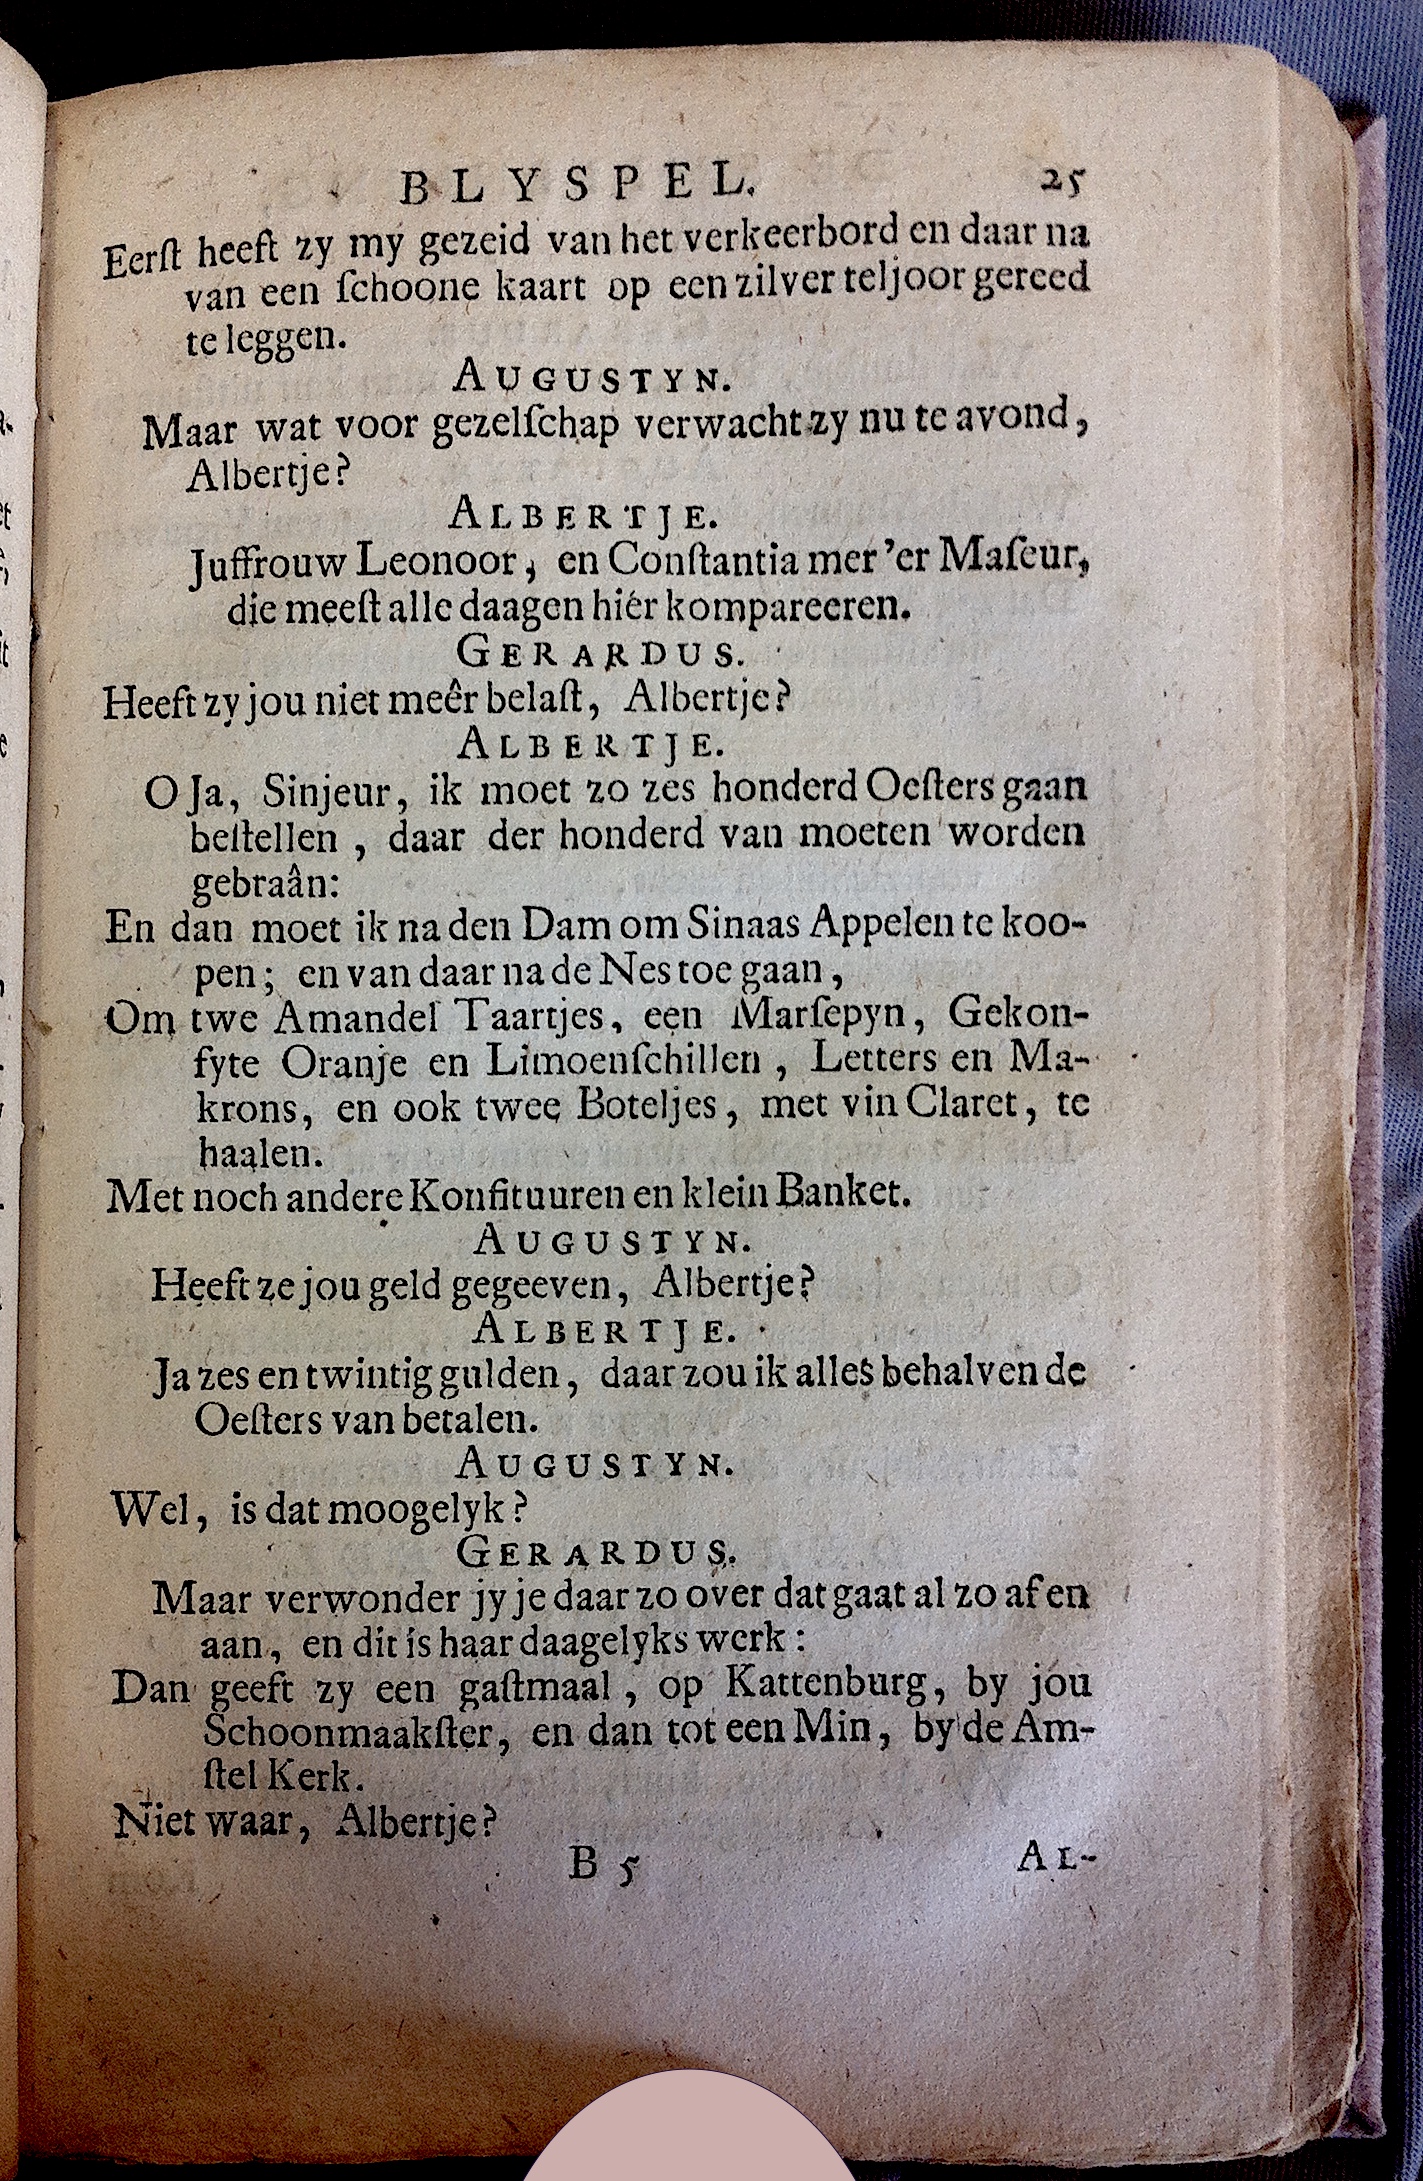 BLYSPEL. 25
Eerſt heeft zy my gezeid van het verkeerbord en daar na
van een ſchoone kaart op een zilver teljoor gereed
te leggen.
AUGUSTYN.
Maar wat voor gezelſchap verwacht zy nu te avond,
Albertje?
ALBERTJE.
Juffrouw Leonoor, en Conſtantia mer 'er Maſeur,
die meeſt alle daagen hiér kompareeren.
GERARDUS.
Heeft zy jou niet meêr belaſt, Albertje?
ALBERTJE.
O Ja, Sinjeur, ik moet zo zes honderd Oeſters gaan
beſtellen, daar der honderd van moeten worden
gebraân:
En dan moet ik na den Dam om Sinaas Appelen te koo-
pen; en van daar na de Nes toe gaan,
Om twe Amandel Taartjes, een Marſepyn, Gekon-
fyte Oranje en Limoenſchillen, Letters en Ma-
krons, en ook twee Boteljes, met vin Claret, te
haalen.
Met noch andere Konfituuren en klein Banket.
AUGUSTYN.
Heeft ze jou geld gegeeven, Albertje?
ALBERTJE.
Ja zes en twintig gulden, daar zou ik alles behalven de
Oeſters van betalen.
AUGUSTYN.
Wel, is dat moogelyk?
GERARDUS.
Maar verwonder jy je daar zo over dat gaat al zo af en
aan, en dit is haar daagelyks werk:
Dan geeft zy een gaſtmaal, op Kattenburg, by jou
Schoonmaakſter, en dan tot een Min, by de Am-
ſtel Kerk.
Niet waar, Albertje?
B 5 AL-